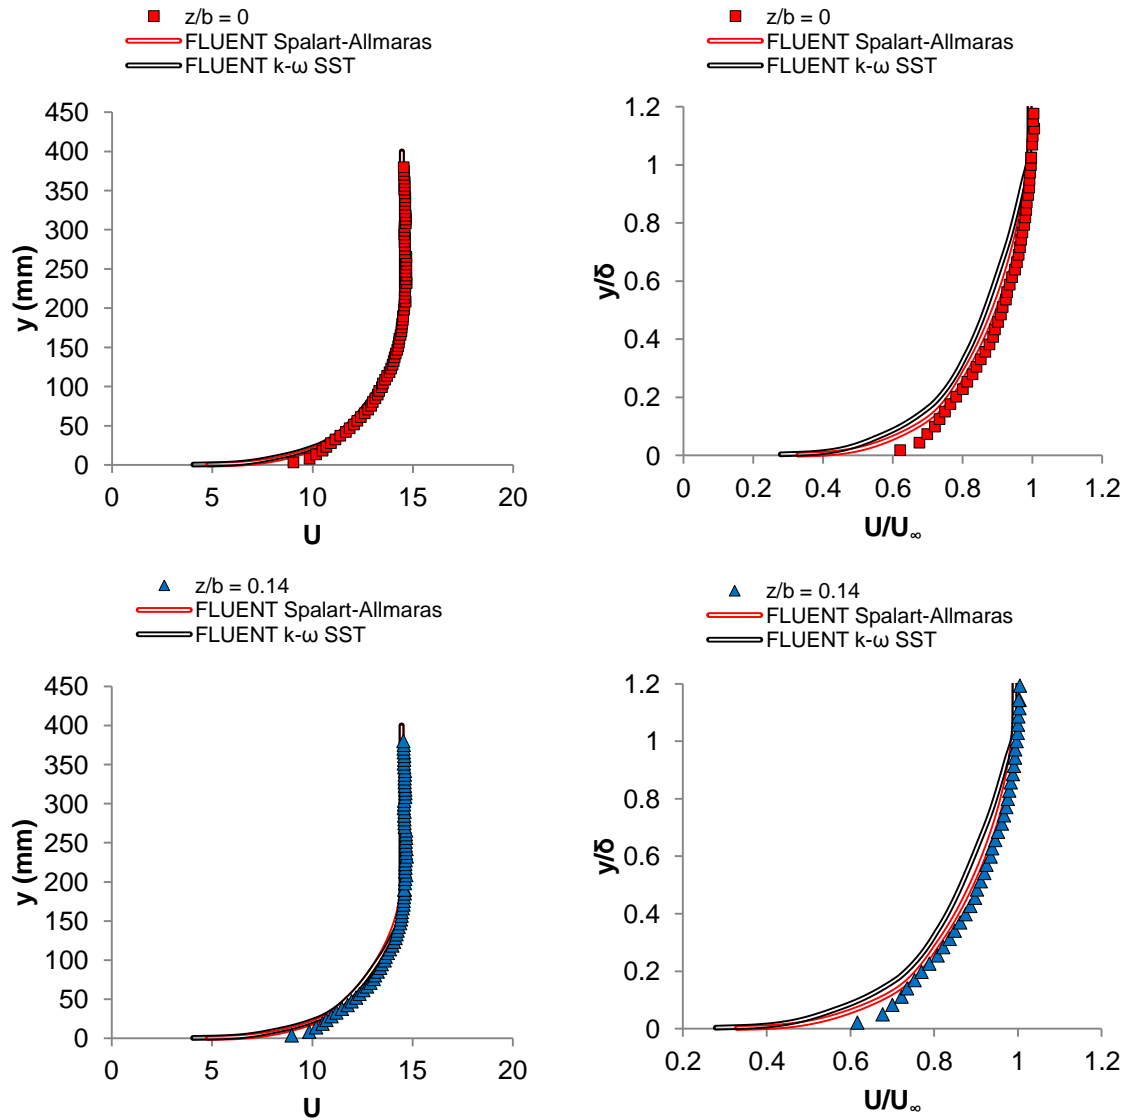 z/b = 0
FLUENT Spalart-Allmaras
FLUENT k-ω SST
450
400
350
300
250
200
150
100
50
0
y (mm)
0 5 10 15 20
U
z/b = 0
FLUENT Spalart-Allmaras
FLUENT k-ω SST
1.2
1
0.8
0.6
0.4
0.2
0
y/δ
0 0.2 0.4 0.6 0.8 1 1.2
U/U∞
z/b = 0.14
FLUENT Spalart-Allmaras
FLUENT k-ω SST
450
400
350
300
250
200
150
100
50
0
y (mm)
0 5 10 15 20
U
z/b = 0.14
FLUENT Spalart-Allmaras
FLUENT k-ω SST
1.2
1
0.8
0.6
0.4
0.2
0
y/δ
0.2 0.4 0.6 0.8 1 1.2
U/U∞